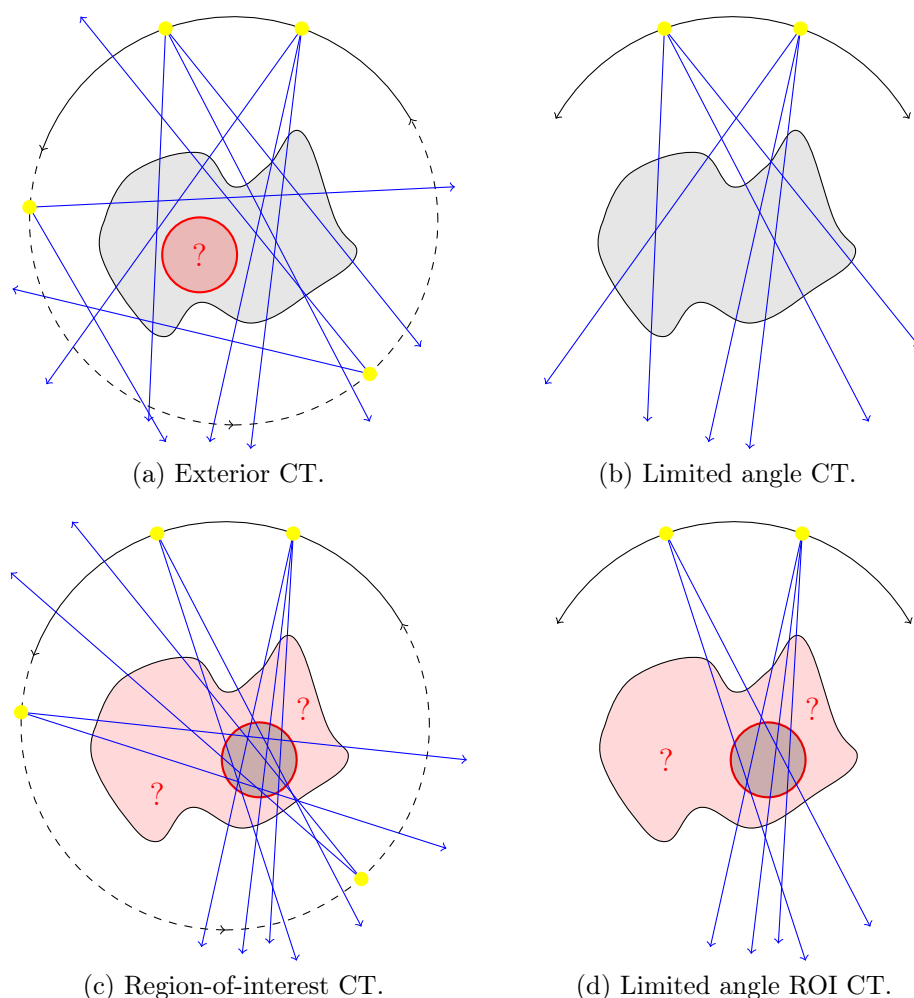 ?
(a) Exterior CT.
(b) Limited angle CT.
?
?
?
?
(c) Region-of-interest CT.
(d) Limited angle ROI CT.